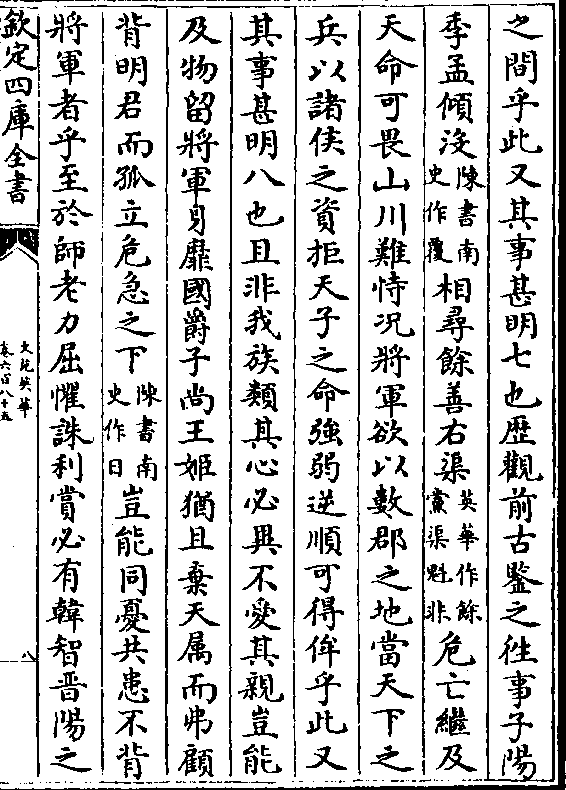 之間乎此又其事甚明七也歴觀前古鑒之徃事子陽
季孟傾没陳書南史作覆相尋餘善右渠英華作餘黨渠魁非危亡繼及
天命可畏山川難恃况將軍欲以數郡之地當天下之
兵以諸侯之資拒天子之命強弱逆順可得侔乎此又
其事甚明八也且非我族類其心必異不愛其親豈能
及物留將軍身縻國爵子尚王姬猶且棄天属而弗顧
背明君而孤立危急之下陳書南史作日豈能同憂共患不背
將軍者乎至於師老力屈懼誅利賞必有韓智晉陽之
欽定四庫全書
文苑英華
卷六百八十五
八